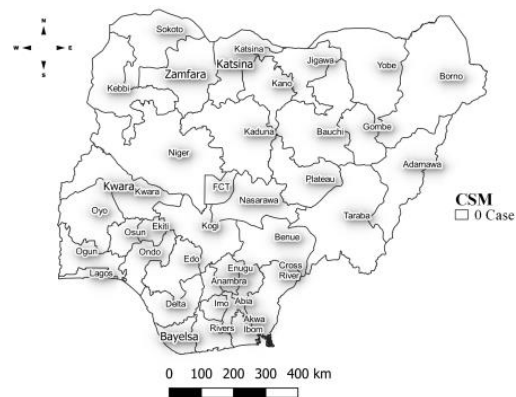 N
W E
S
Sokoto
Katsina
Katsina
Jigawa
Yobe
Borno
Zamfara
Kano
Kebbi
Kaduna
Bauchi
Gombe
Niger
Adamawa
Plateau
FCT
Kwara
Kwara
Nasarawa
Taraba
CSM
0 Case
Oyo
Osun
Ekiti
Kogi
Benue
Ogun
Ondo
Edo
Enugu
Cross
River
Lagos
Anambra
Delta
Imo
Abia
Bayelsa
Rivers
Akwa
Ibom
0 100 200 300 400 km